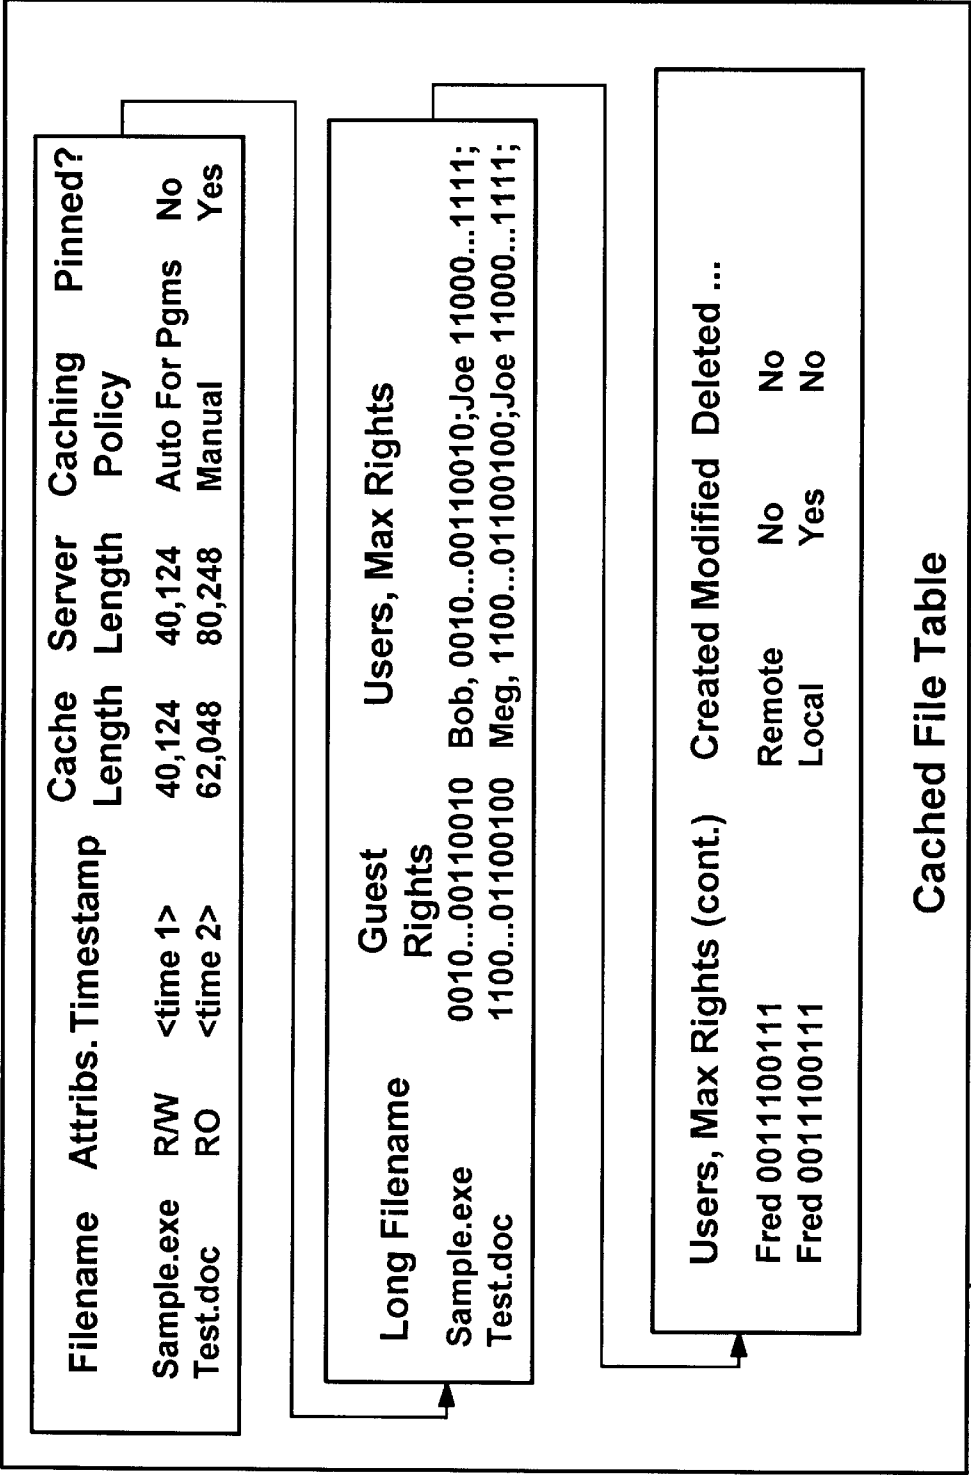 Filename Attribs. Timestamp Cache Length Server Length Caching Policy Pinned?
Sample.exe R/W <time 1> 40,124 40,124 Auto For Pgms No
Test.doc RO <time 2> 62,048 80,248 Manual Yes
Long Filename Guest Rights Users, Max Rights
Sample.exe 0010...00110010 Bob, 0010...00110010;Joe 11000...1111;
Test.doc 1100...01100100 Meg, 1100...01100100;Joe 11000...1111;
Users, Max Rights (cont.) Created Modified Deleted ...
Fred 0011100111 Remote No No
Fred 0011100111 Local Yes No
Cached File Table